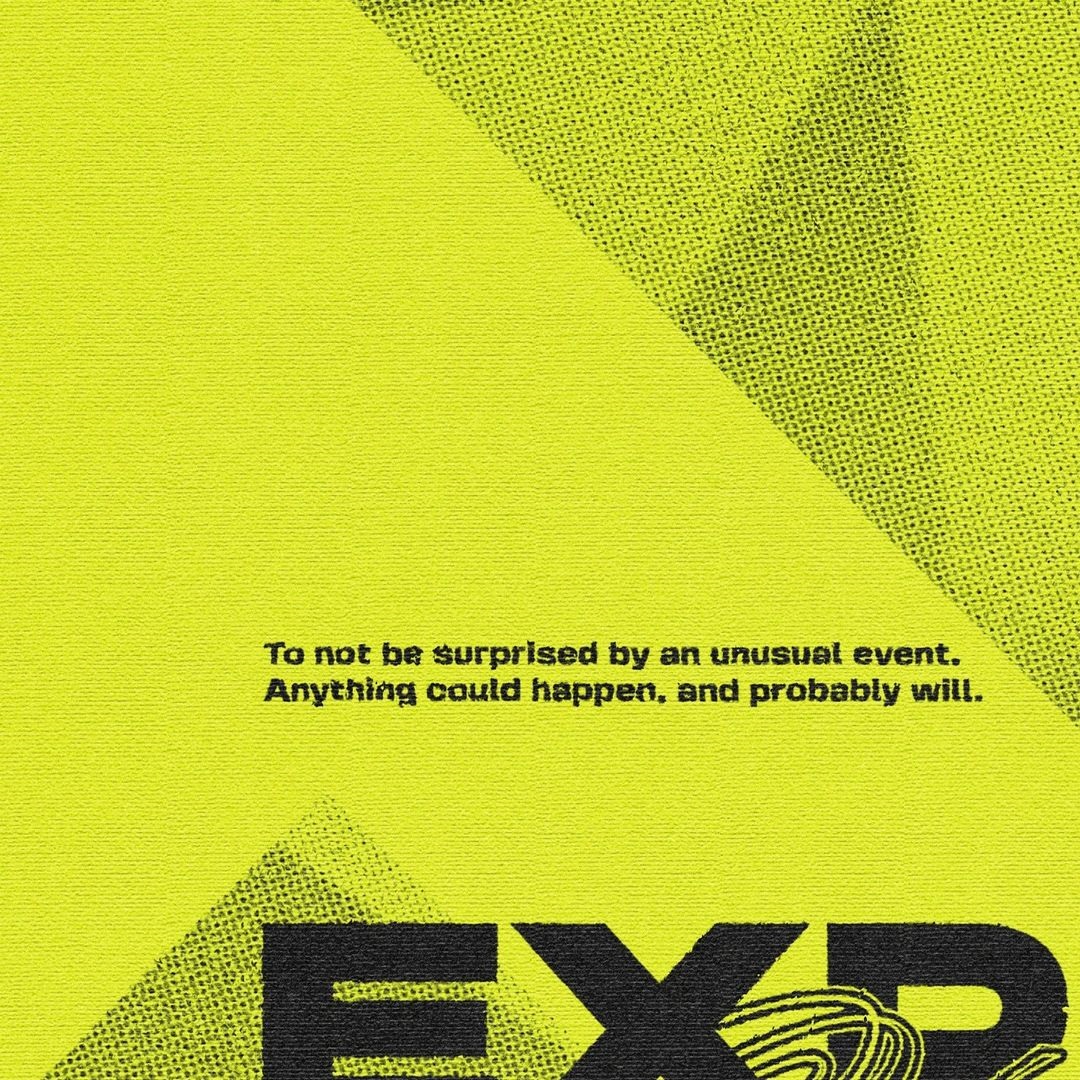 To not be surprised by an unusual event.
Anything could happen, and probably will.
EXP